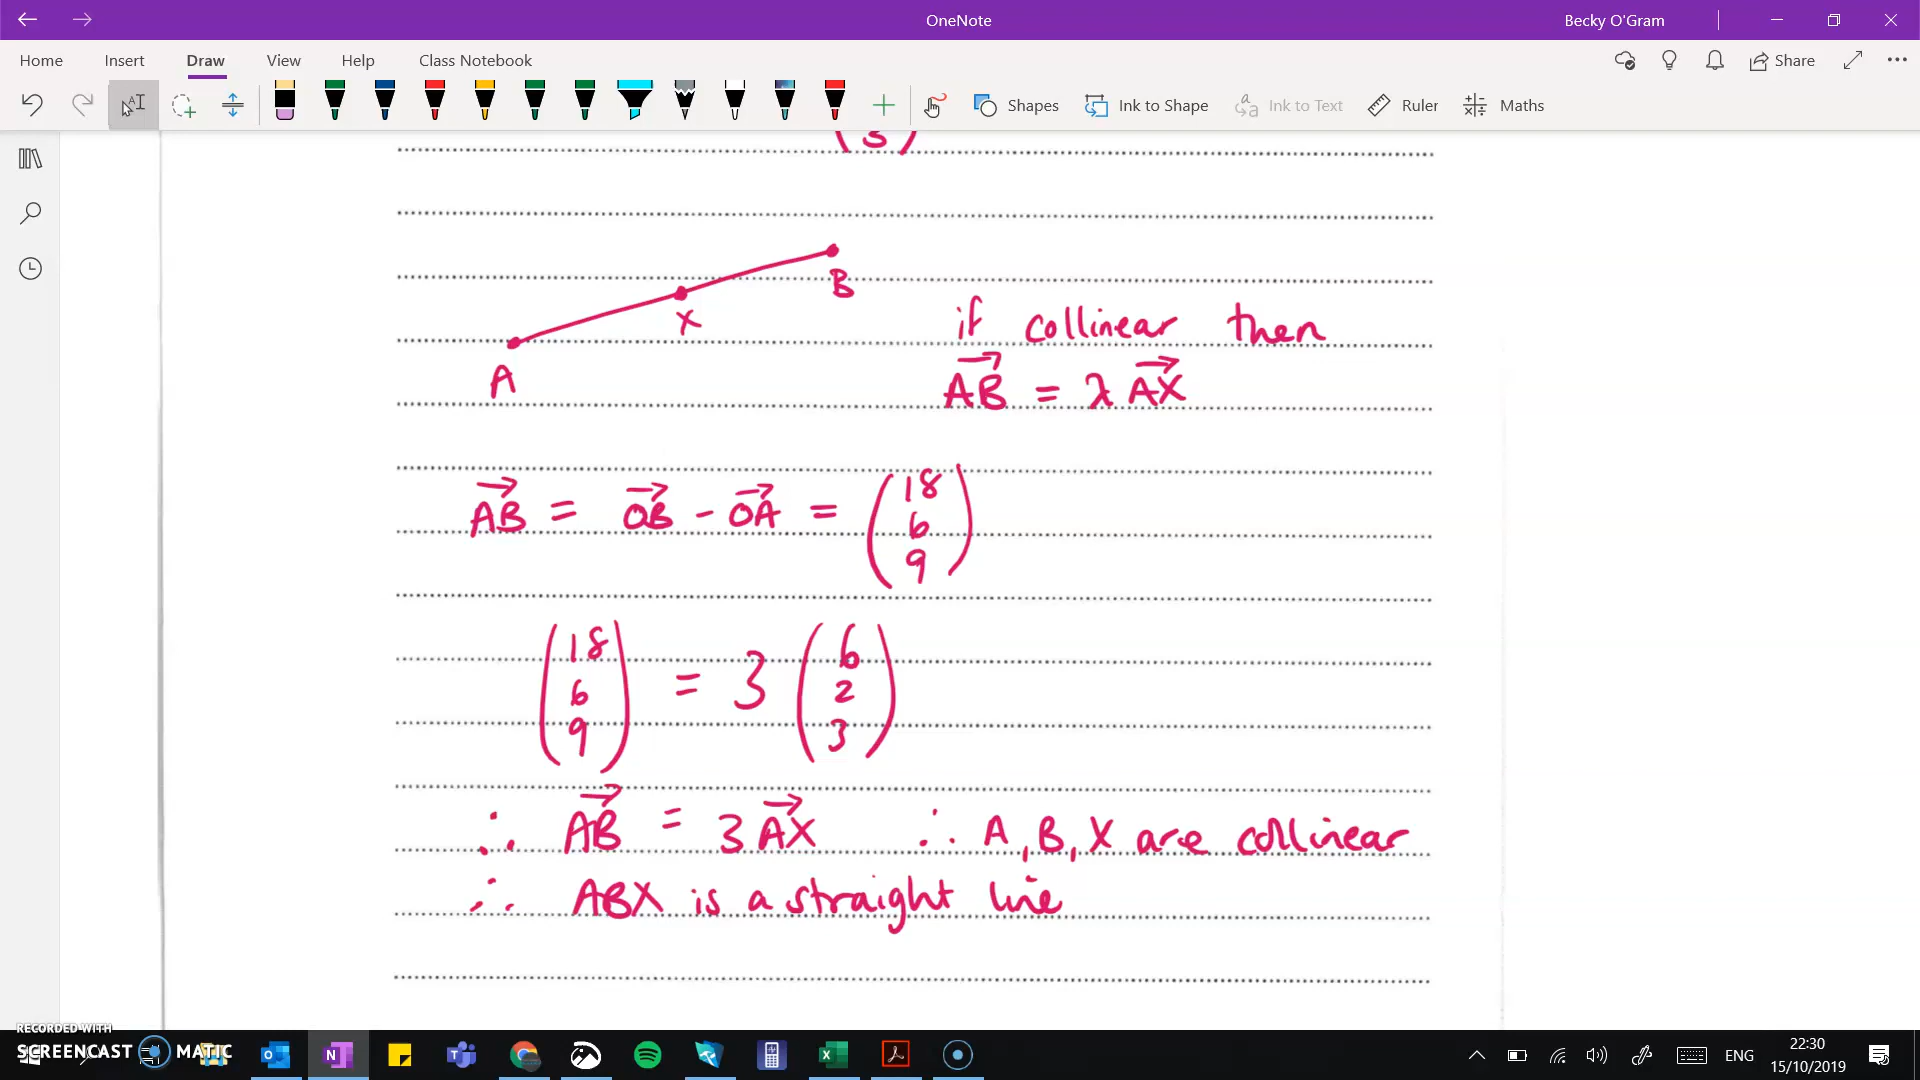 OneNote
Becky O'Gram
Home Insert Draw View Help Class Notebook
Share
Shapes Ink to Shape Ink to Text Ruler Maths
(3)
B
X
A
if collinear then
AB = λ AX
AB = OB - OA = (18 6 9)
(18 6 9) = 3 (6 2 3)
∴ AB = 3 AX ∴ A, B, X are collinear
∴ ABX is a straight line
RECORDED WITH
SCREENCAST MATIC
ENG
22:30
15/10/2019